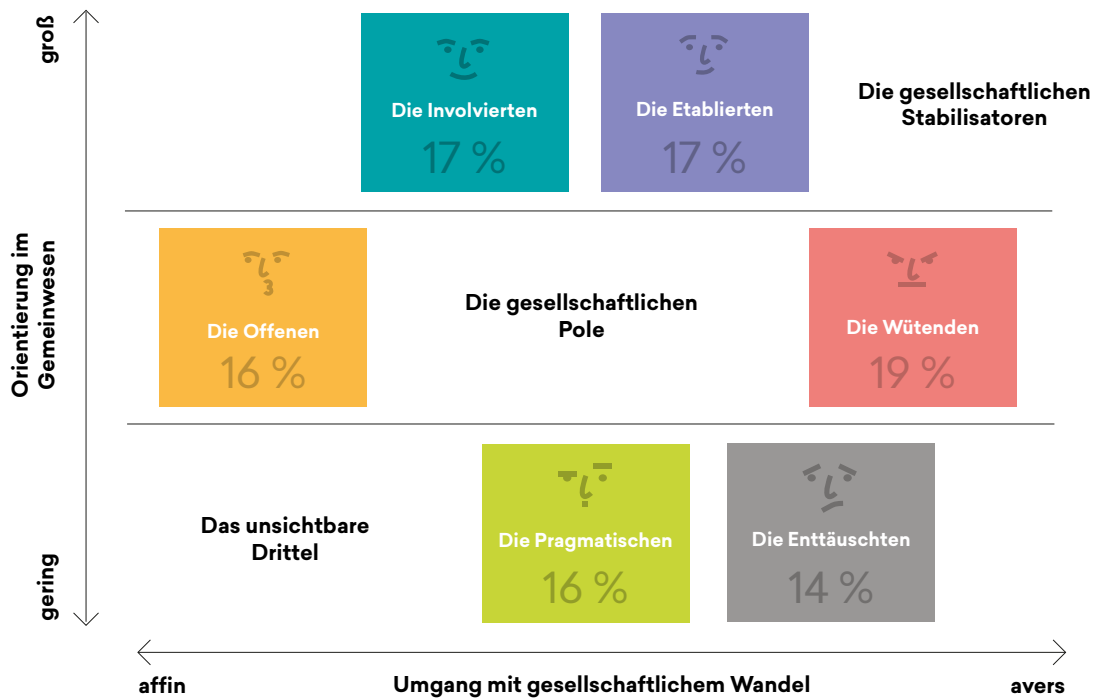 groß
Die Involvierten
17 %
Die Etablierten
17 %
Die gesellschaftlichen
Stabilisatoren
Orientierung im
Gemeinwesen
Die Offenen
16 %
Die gesellschaftlichen
Pole
Die Wütenden
19 %
Das unsichtbare
Drittel
Die Pragmatischen
16 %
Die Enttäuschten
14 %
gering
affin
Umgang mit gesellschaftlichem Wandel
avers